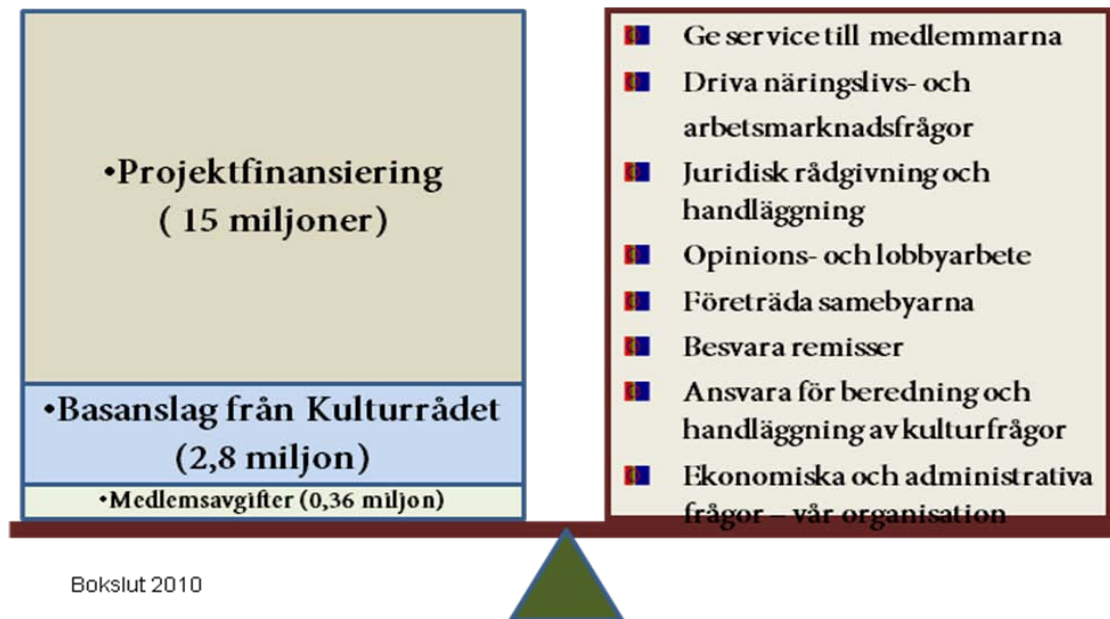 •Projektfinansiering
( 15 miljoner)
•Basanslag från Kulturrådet
(2,8 miljon)
•Medlemsavgifter (0,36 miljon)
Ge service till medlemmarna
Driva näringslivs- och
arbetsmarknadsfrågor
Juridisk rådgivning och
handläggning
Opinions- och lobbyarbete
Företräda samebyarna
Besvara remisser
Ansvara för beredning och
handläggning av kulturfrågor
Ekonomiska och administrativa
frågor – vår organisation
Bokslut 2010